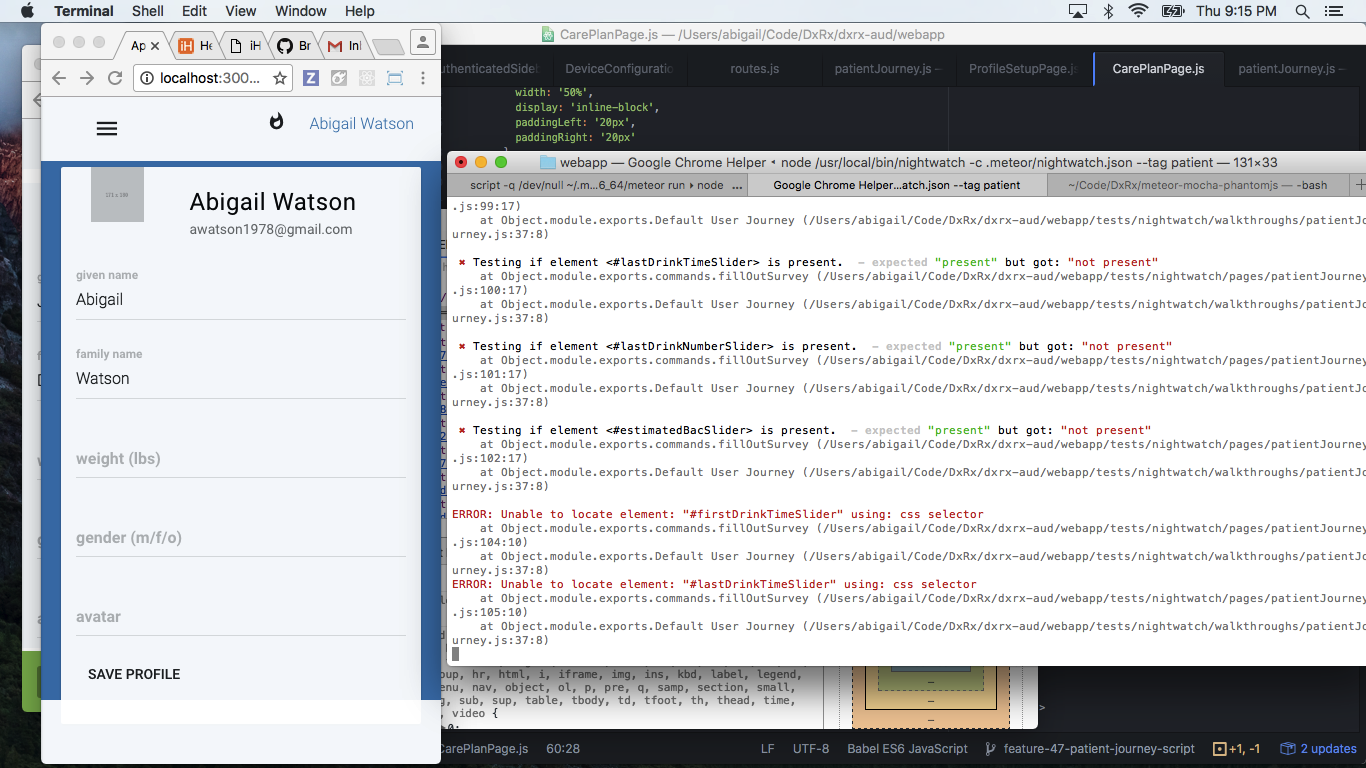 Terminal Shell Edit View Window Help Thu 9:15 PM
CarePlanPage.js — /Users/abigail/Code/DxRx/dxrx-aud/webapp
Ap iH He iH Br Inl
uthenticatedSide DeviceConfiguratic routes.js patientJourney.js — ProfileSetupPage.js CarePlanPage.js patientJourney.js —
localhost:300...
width: '50%',
display: 'inline-block',
paddingLeft: '20px',
paddingRight: '20px'
Abigail Watson
webapp — Google Chrome Helper ◂ node /usr/local/bin/nightwatch -c .meteor/nightwatch.json --tag patient — 131×33
script -q /dev/null ~/.m...6_64/meteor run ▸ node ... Google Chrome Helper...atch.json --tag patient ~/Code/DxRx/meteor-mocha-phantomjs — -bash
171 x 180
Abigail Watson
awatson1978@gmail.com
given name
Abigail
family name
Watson
weight (lbs)
gender (m/f/o)
avatar
SAVE PROFILE
.js:99:17)
at Object.module.exports.Default User Journey (/Users/abigail/Code/DxRx/dxrx-aud/webapp/tests/nightwatch/walkthroughs/patientJo
urney.js:37:8)
✖ Testing if element <#lastDrinkTimeSlider> is present. – expected "present" but got: "not present"
at Object.module.exports.commands.fillOutSurvey (/Users/abigail/Code/DxRx/dxrx-aud/webapp/tests/nightwatch/pages/patientJourney
.js:100:17)
at Object.module.exports.Default User Journey (/Users/abigail/Code/DxRx/dxrx-aud/webapp/tests/nightwatch/walkthroughs/patientJo
urney.js:37:8)
✖ Testing if element <#lastDrinkNumberSlider> is present. – expected "present" but got: "not present"
at Object.module.exports.commands.fillOutSurvey (/Users/abigail/Code/DxRx/dxrx-aud/webapp/tests/nightwatch/pages/patientJourney
.js:101:17)
at Object.module.exports.Default User Journey (/Users/abigail/Code/DxRx/dxrx-aud/webapp/tests/nightwatch/walkthroughs/patientJo
urney.js:37:8)
✖ Testing if element <#estimatedBacSlider> is present. – expected "present" but got: "not present"
at Object.module.exports.commands.fillOutSurvey (/Users/abigail/Code/DxRx/dxrx-aud/webapp/tests/nightwatch/pages/patientJourney
.js:102:17)
at Object.module.exports.Default User Journey (/Users/abigail/Code/DxRx/dxrx-aud/webapp/tests/nightwatch/walkthroughs/patientJo
urney.js:37:8)
ERROR: Unable to locate element: "#firstDrinkTimeSlider" using: css selector
at Object.module.exports.commands.fillOutSurvey (/Users/abigail/Code/DxRx/dxrx-aud/webapp/tests/nightwatch/pages/patientJourney
.js:104:10)
at Object.module.exports.Default User Journey (/Users/abigail/Code/DxRx/dxrx-aud/webapp/tests/nightwatch/walkthroughs/patientJo
urney.js:37:8)
ERROR: Unable to locate element: "#lastDrinkTimeSlider" using: css selector
at Object.module.exports.commands.fillOutSurvey (/Users/abigail/Code/DxRx/dxrx-aud/webapp/tests/nightwatch/pages/patientJourney
.js:105:10)
at Object.module.exports.Default User Journey (/Users/abigail/Code/DxRx/dxrx-aud/webapp/tests/nightwatch/walkthroughs/patientJo
urney.js:37:8)
oup, hr, html, i, iframe, img, ins, kbd, label, legend,
enu, nav, object, ol, p, pre, q, samp, section, small,
g, sub, sup, table, tbody, td, tfoot, th, thead, time,
, video {
CarePlanPage.js 60:28 LF UTF-8 Babel ES6 JavaScript feature-47-patient-journey-script +1, -1 2 updates